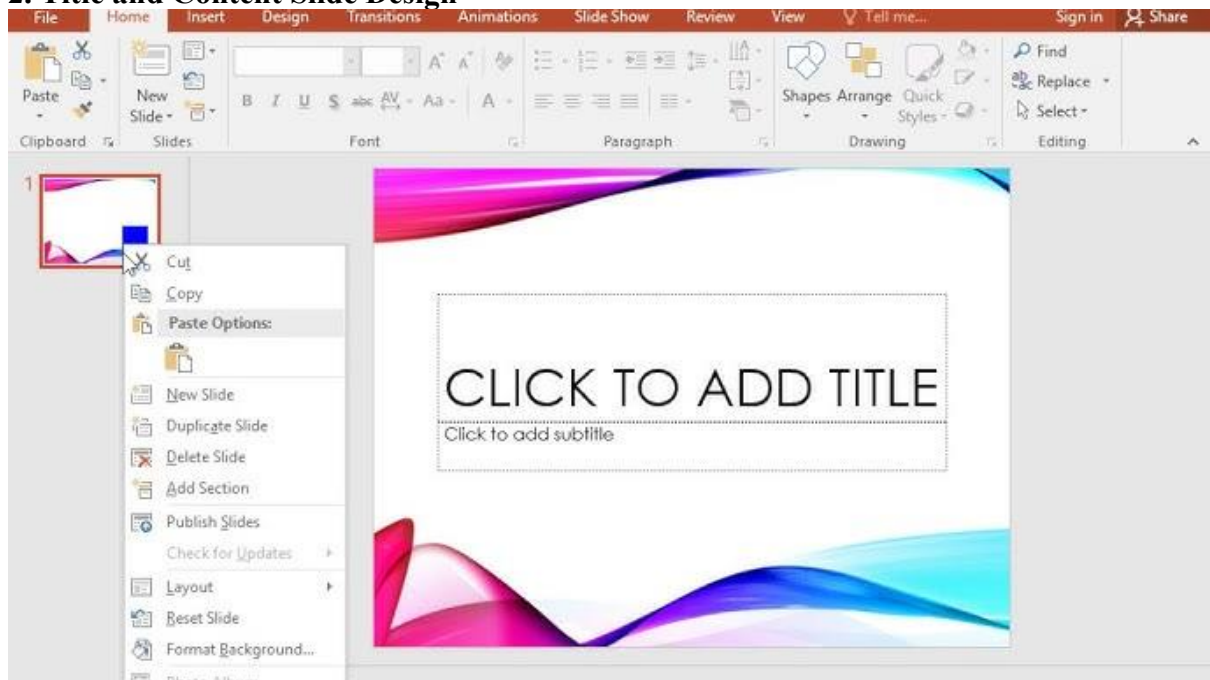 2. Title and Content Slide Design
File Home Insert Design Transitions Animations Slide Show Review View Tell me... Sign in Share
Paste
New Slide
B I U S abc AV Aa A
A A
Shapes Arrange Quick Styles
Find
Replace
Select
Clipboard Slides Font Paragraph Drawing Editing
1
Cut
Copy
Paste Options:
New Slide
Duplicate Slide
Delete Slide
Add Section
Publish Slides
Check for Updates
Layout
Reset Slide
Format Background...
CLICK TO ADD TITLE
Click to add subtitle